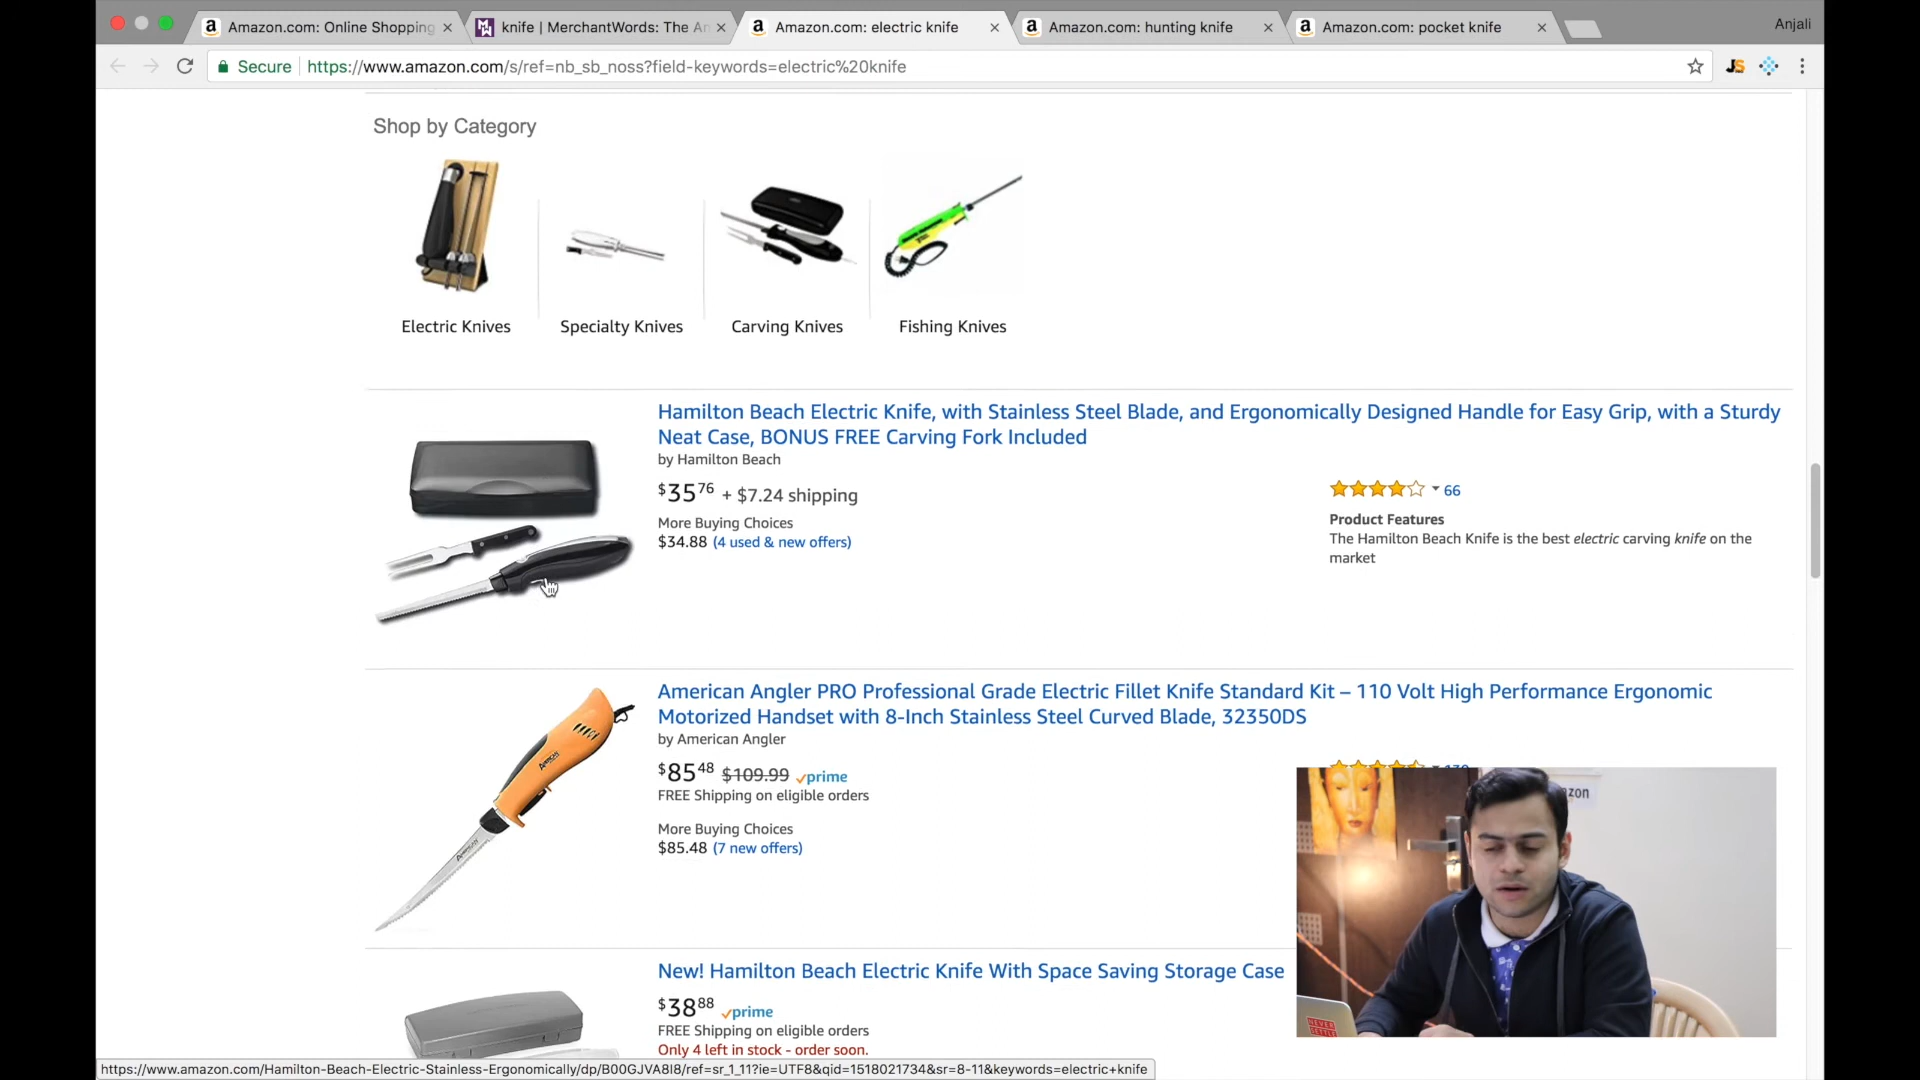 Amazon.com: Online Shopping
knife | MerchantWords: The Am
Amazon.com: electric knife
Amazon.com: hunting knife
Amazon.com: pocket knife
Anjali
Secure
https://www.amazon.com/s/ref=nb_sb_noss?field-keywords=electric%20knife
JS
Shop by Category
Electric Knives
Specialty Knives
Carving Knives
Fishing Knives
Hamilton Beach Electric Knife, with Stainless Steel Blade, and Ergonomically Designed Handle for Easy Grip, with a Sturdy
Neat Case, BONUS FREE Carving Fork Included
by Hamilton Beach
$35 76 + $7.24 shipping
More Buying Choices
$34.88 (4 used & new offers)
66
Product Features
The Hamilton Beach Knife is the best electric carving knife on the
market
American Angler PRO Professional Grade Electric Fillet Knife Standard Kit – 110 Volt High Performance Ergonomic
Motorized Handset with 8-Inch Stainless Steel Curved Blade, 32350DS
by American Angler
$85 48 $109.99 prime
FREE Shipping on eligible orders
More Buying Choices
$85.48 (7 new offers)
zon
New! Hamilton Beach Electric Knife With Space Saving Storage Case
$38 88 prime
FREE Shipping on eligible orders
Only 4 left in stock - order soon.
NEVER
SETTLE
https://www.amazon.com/Hamilton-Beach-Electric-Stainless-Ergonomically/dp/B00GJVA8I8/ref=sr_1_11?ie=UTF8&qid=1518021734&sr=8-11&keywords=electric+knife